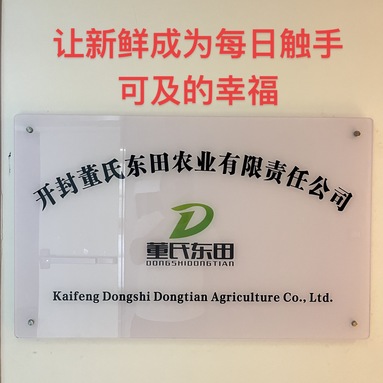 让新鲜成为每日触手
可及的幸福
开封董氏东田农业有限责任公司
董氏东田
DONGSHIDONGTIAN
Kaifeng Dongshi Dongtian Agriculture Co., Ltd.